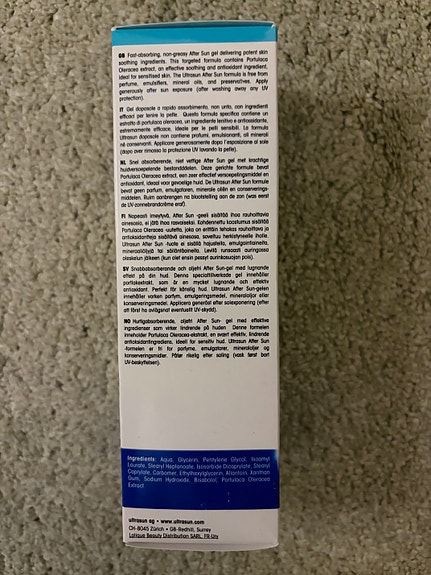 GB Fast-absorbing, non-greasy After Sun gel delivering potent skin
soothing ingredients. This targeted formula contains Portulaca
Oleracea extract, an effective soothing and antioxidant ingredient,
ideal for sensitised skin. The Ultrasun After Sun formula is free from
perfume, emulsifiers, mineral oils, and preservatives. Apply
generously after sun exposure (after washing away any UV
protection).
IT Gel doposole a rapido assorbimento, non unto, con ingredienti
efficaci per lenire la pelle. Questa formula specifica contiene un
estratto di portulaca oleracea, un ingrediente lenitivo e antiossidante,
estremamente efficace, ideale per le pelli sensibili. La formula
Ultrasun doposole non contiene profumi, emulsionanti, oli minerali
né conservanti. Applicare generosamente dopo l'esposizione al sole
(dopo aver rimosso la protezione UV lavando la pelle).
NL Snel absorberende, niet vettige After Sun gel met krachtige
huidverzoepelende bestanddelen. Deze gerichte formule bevat
Portulaca Oleracea extract, een zeer effectief verzoepelingsmiddel en
antioxidant, ideaal voor gevoelige huid. De Ultrasun After Sun formule
bevat geen parfum, emulgatoren, minerale oliën en conserverings-
middelen. Ruim aanbrengen na blootstelling aan de zon (was eerst
de UV-zonnebrandcrème eraf).
FI Nopeasti imeytyvä, After Sun -geeli sisältää ihoa rauhoittavia
ainesosia, ei jätä ihoa rasvaiseksi. Kohdennettu koostumus sisältää
Portulaca Oleracea -uutetta, joka on erittäin tehokas rauhoittava ja
antioksidantteja sisältävä ainesosa, soveltuu herkistyneelle iholle.
Ultrasun After Sun -tuote ei sisällä hajusteita, emulgointiaineita,
mineraaliöljyjä tai säilöntäaineita. Levitä runsaasti auringossa
oleskelun jälkeen (kun olet ensin pessyt aurinkosuojan pois).
SV Snabbabsorberande och oljefri After Sun-gel med lugnande
effekt på din hud. Denna specialtillverkade gel innehåller
portlakextrakt, som är en mycket lugnande och effektiv
antioxidant. Perfekt för känslig hud. Ultrasun After Sun-gelen
innehåller varken parfym, emulgeringsmedel, mineraloljor eller
konserveringsmedel. Applicera generöst efter solexponering (efter
att först ha avlägsnat eventuellt UV-skydd).
NO Hurtigabsorberende, oljefri After Sun- gel med effektive
ingredienser som virker lindrende på huden. Denne formelen
inneholder Portulaca Oleracea-ekstrakt, en svært effektiv, lindrende
antioksidantingrediens, ideell for sensitiv hud. Ultrasun After Sun
-formelen er fri for parfyme, emulgatorer, mineraloljer og
konserveringsmidler. Påfør rikelig etter soling (vask først bort
UV-beskyttelsen).
Ingredients: Aqua, Glycerin, Pentylene Glycol, Isoamyl
Laurate, Stearyl Heptanoate, Isosorbide Dicaprylate, Stearyl
Caprylate, Carbomer, Ethylhexylglycerin, Allantoin, Xanthan
Gum, Sodium Hydroxide, Bisabolol, Portulaca Oleracea
Extract
ultrasun ag • www.ultrasun.com
CH-8045 Zürich • GB-Redhill, Surrey
Lalique Beauty Distribution SARL, FR-Ury